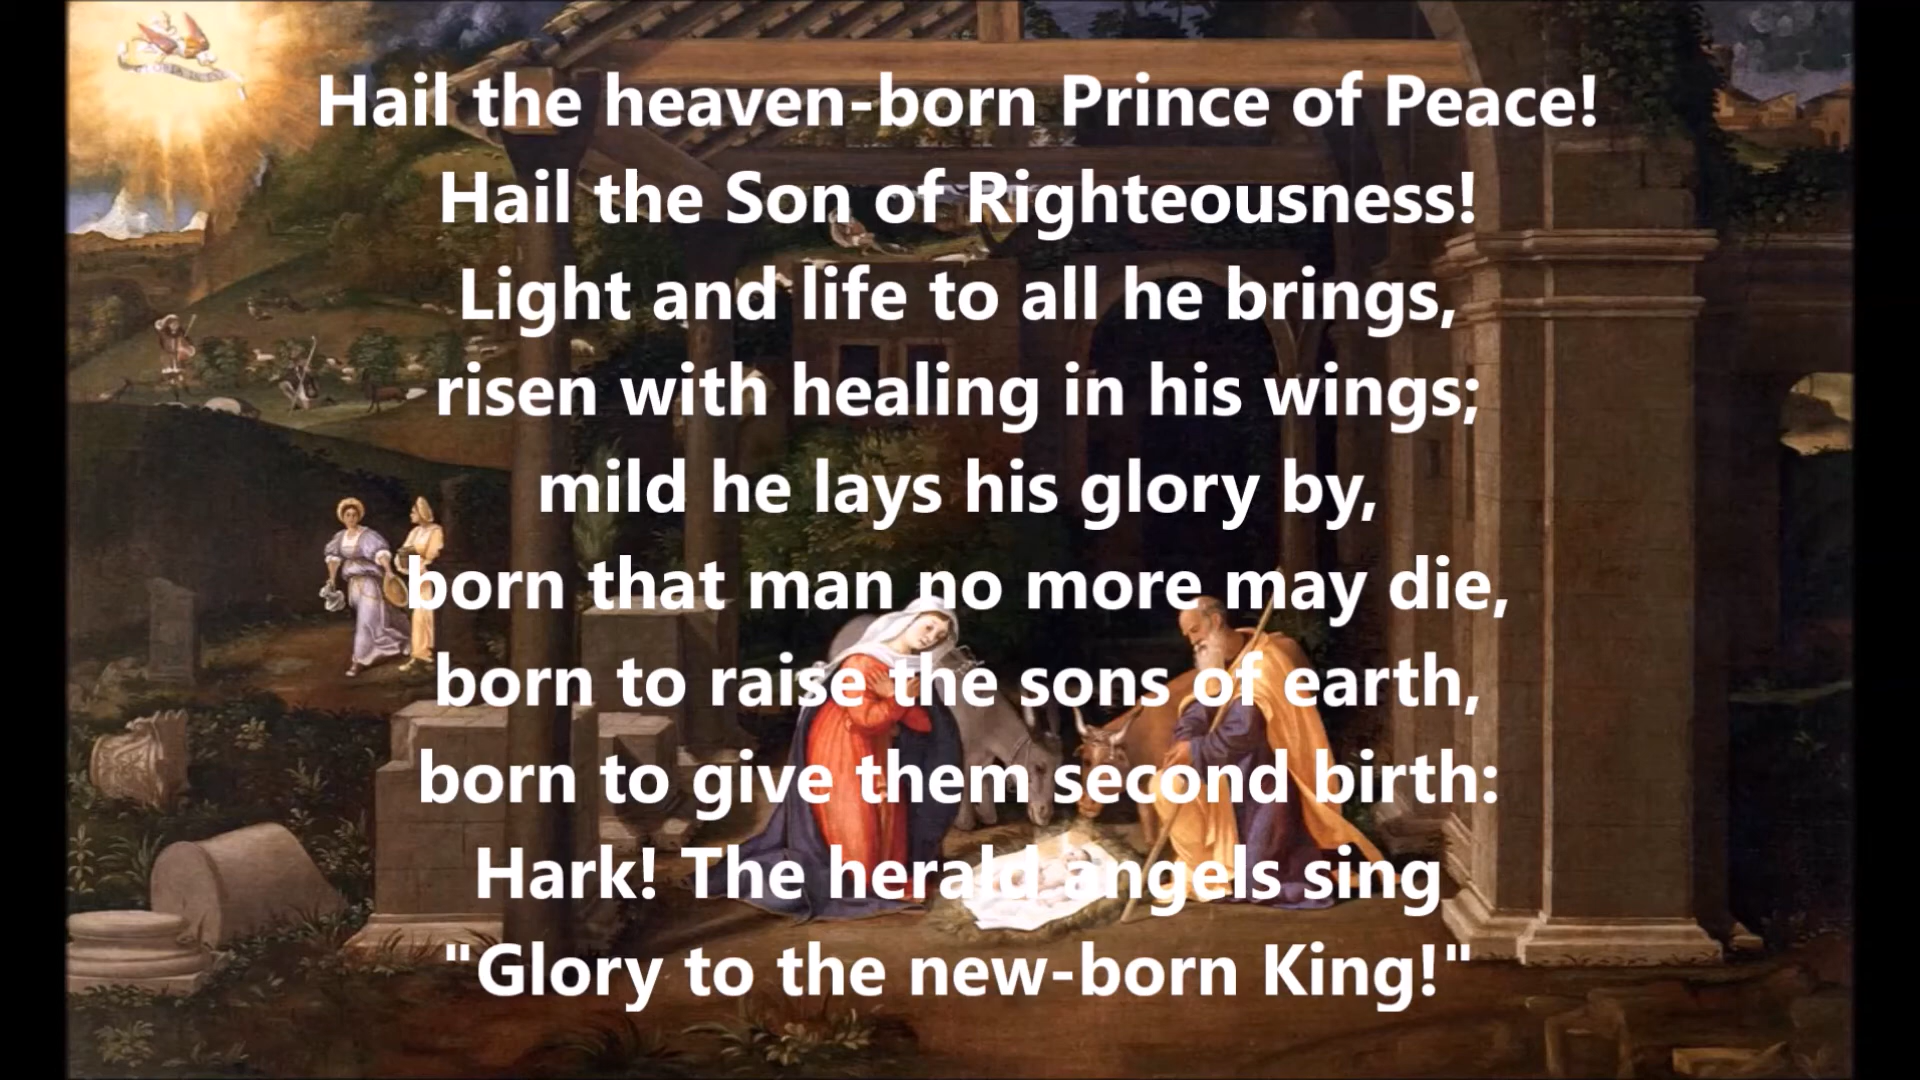 Hail the heaven-born Prince of Peace!
Hail the Son of Righteousness!
Light and life to all he brings,
risen with healing in his wings;
mild he lays his glory by,
born that man no more may die,
born to raise the sons of earth,
born to give them second birth:
Hark! The herald angels sing
"Glory to the new-born King!"